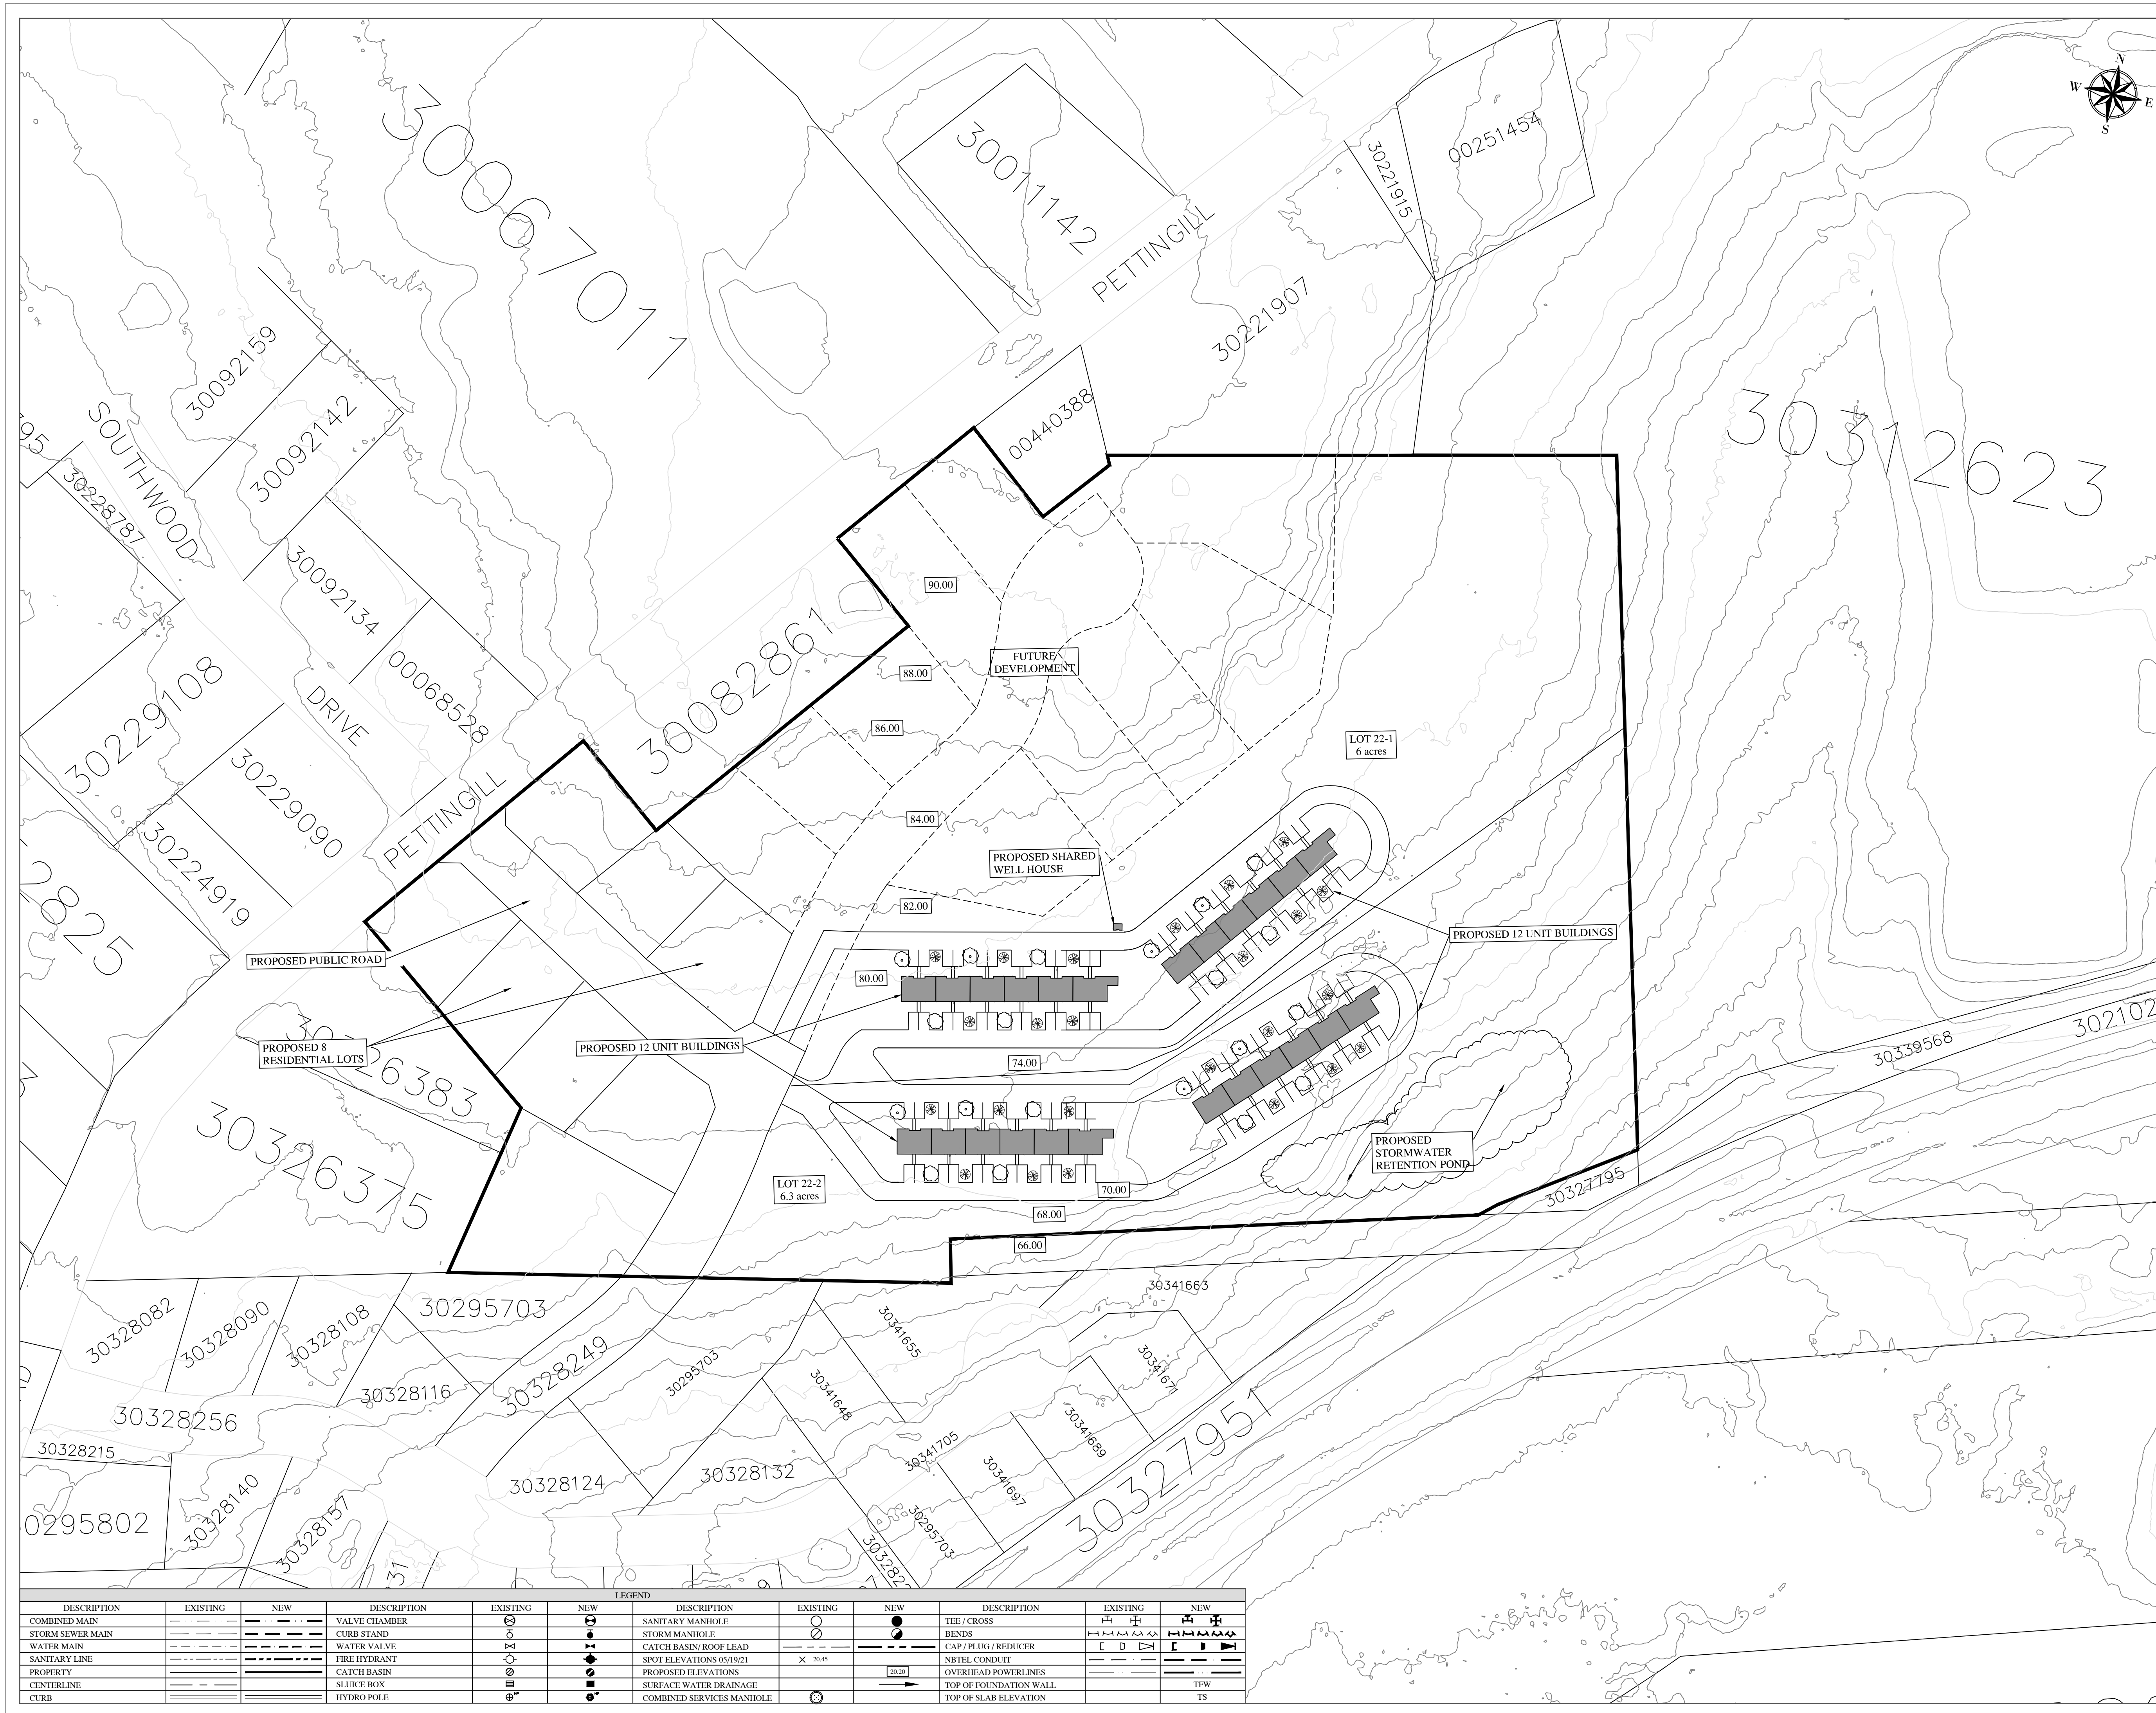 N
W
E
S
30067011
30011142
30221915
00251454
PETTINGILL
30221907
30312623
30092159
30092142
SOUTHWOOD
30228787
95
00440388
30092134
00068528
30229108
DRIVE
30229090
30224919
2825
30082861
PETTINGILL
90.00
88.00
86.00
84.00
82.00
80.00
74.00
70.00
68.00
66.00
FUTURE
DEVELOPMENT
LOT 22-1
6 acres
PROPOSED SHARED
WELL HOUSE
PROPOSED 12 UNIT BUILDINGS
PROPOSED PUBLIC ROAD
PROPOSED 8
RESIDENTIAL LOTS
PROPOSED 12 UNIT BUILDINGS
26383
30326375
LOT 22-2
6.3 acres
PROPOSED
STORMWATER
RETENTION POND
30339568
302102
30327795
30328082
30328090
30328108
30295703
30328116
30328249
30295703
30341655
30341663
30341648
30341671
30341689
30341705
30341697
30327951
30328256
30328215
30328140
30328157
0295802
30328124
30328132
30295703
LEGEND
DESCRIPTION EXISTING NEW DESCRIPTION EXISTING NEW DESCRIPTION EXISTING NEW DESCRIPTION EXISTING NEW
COMBINED MAIN VALVE CHAMBER SANITARY MANHOLE TEE / CROSS
STORM SEWER MAIN CURB STAND STORM MANHOLE BENDS
WATER MAIN WATER VALVE CATCH BASIN/ ROOF LEAD CAP / PLUG / REDUCER
SANITARY LINE FIRE HYDRANT SPOT ELEVATIONS 05/19/21 20.45 NBTEL CONDUIT
PROPERTY CATCH BASIN PROPOSED ELEVATIONS 20.20 OVERHEAD POWERLINES
CENTERLINE SLUICE BOX SURFACE WATER DRAINAGE TOP OF FOUNDATION WALL TFW
CURB HYDRO POLE COMBINED SERVICES MANHOLE TOP OF SLAB ELEVATION TS